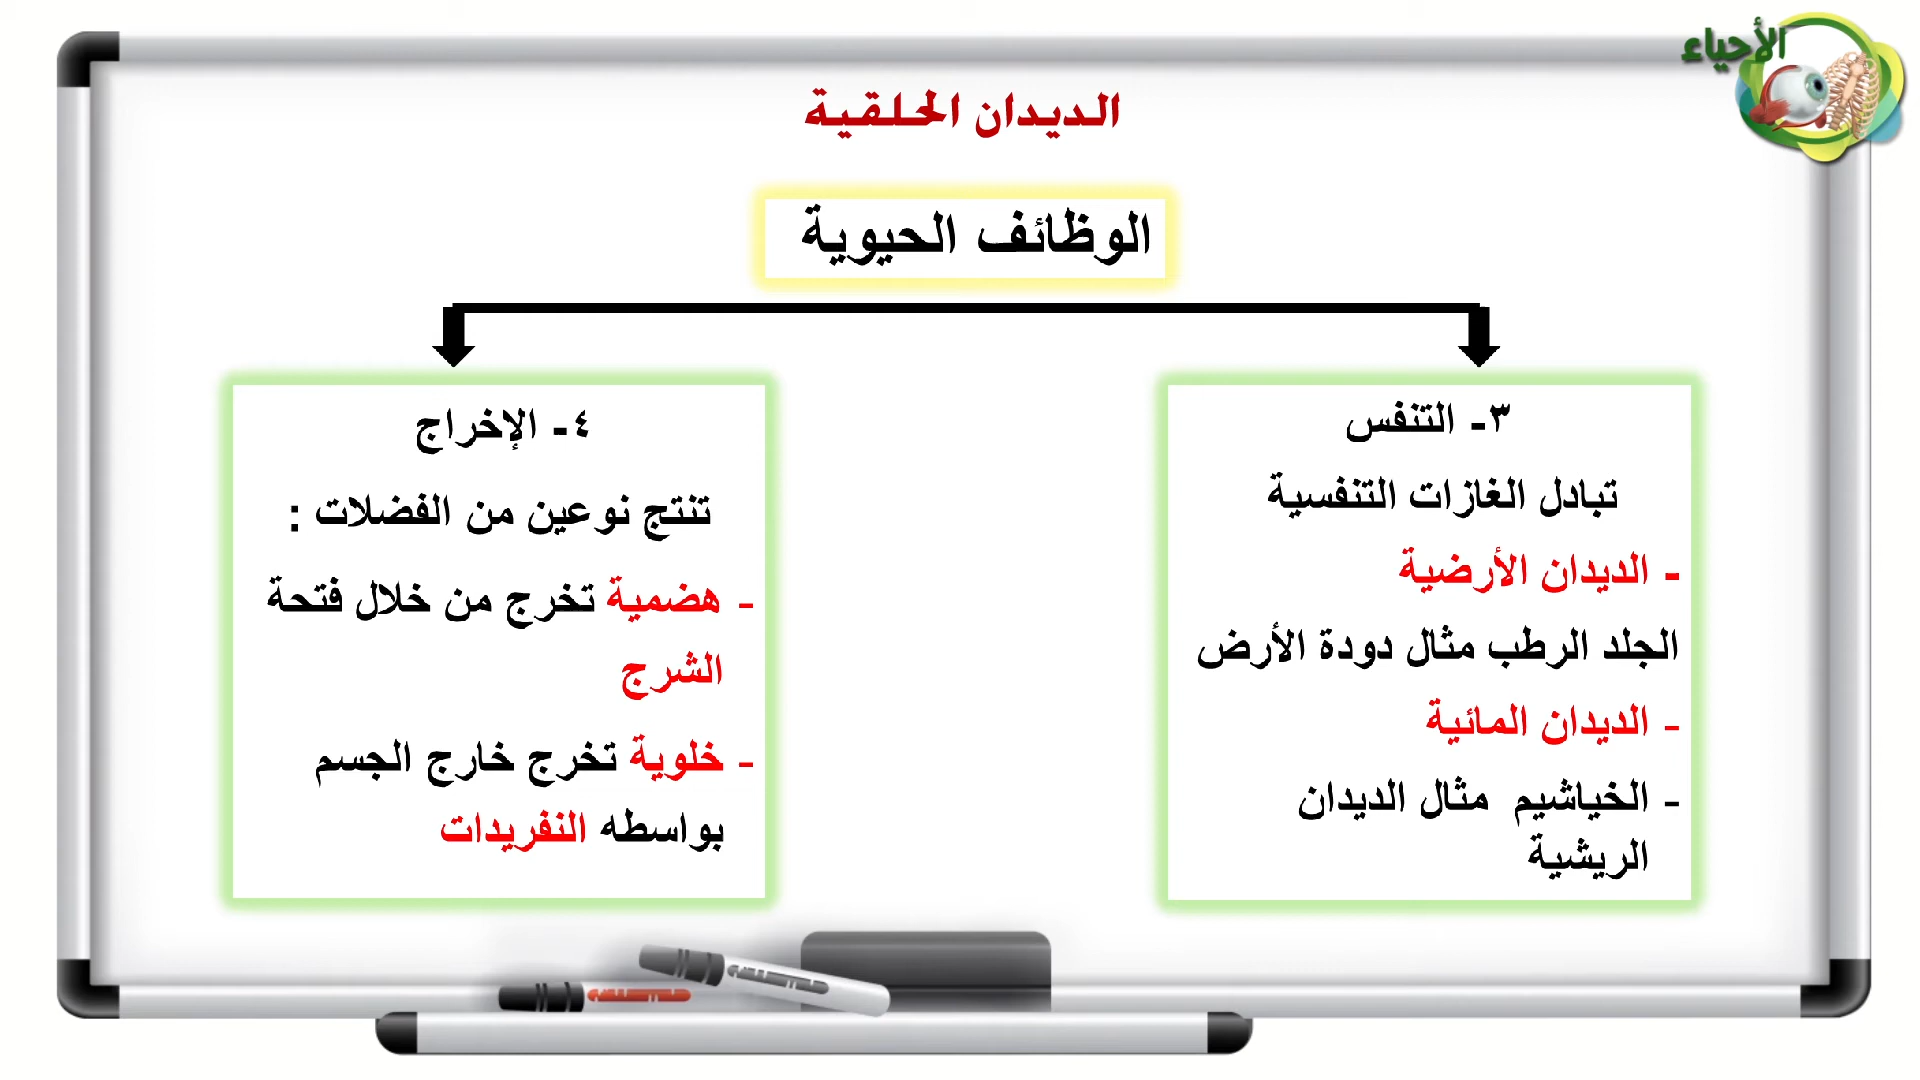 الأحياء
الديدان الحلقية
الوظائف الحيوية
٣- التنفس
تبادل الغازات التنفسية
- الديدان الأرضية
الجلد الرطب مثال دودة الأرض
- الديدان المائية
- الخياشيم مثال الديدان
الريشية
٤- الإخراج
تنتج نوعين من الفضلات :
- هضمية تخرج من خلال فتحة
الشرج
- خلوية تخرج خارج الجسم
بواسطه النفريدات